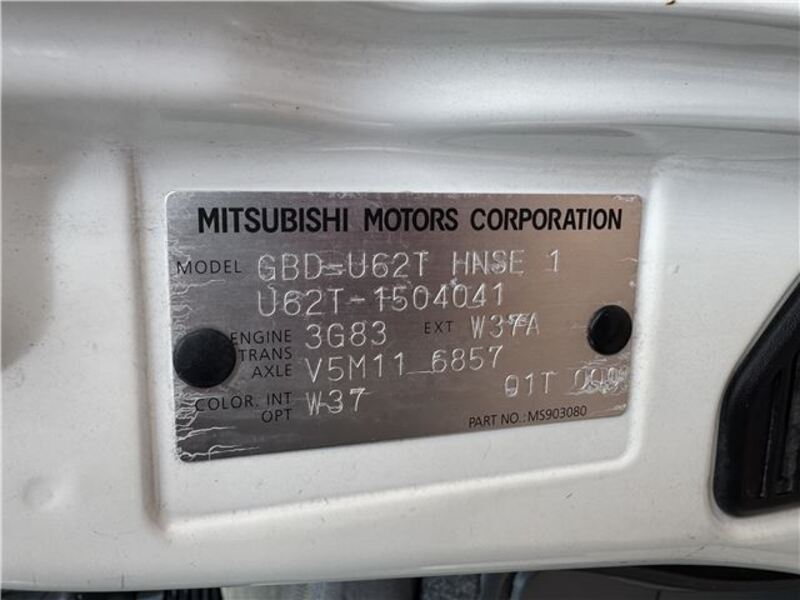 MITSUBISHI MOTORS CORPORATION
MODEL GBD-U62T HNSE 1
U62T-1504041
ENGINE 3G83 EXT W37A
TRANS
AXLE V5M11 6857
COLOR, INT W37 01T
OPT
PART NO.: MS903080